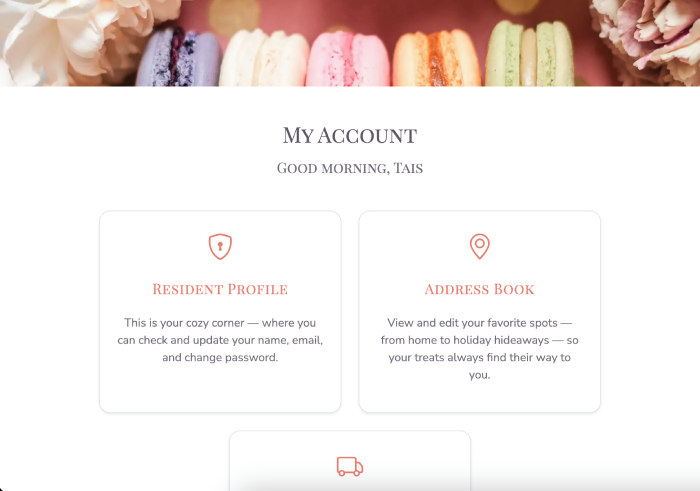 My Account
Good morning, Tais
Resident Profile
This is your cozy corner — where you
can check and update your name, email,
and change password.
Address Book
View and edit your favorite spots —
from home to holiday hideaways — so
your treats always find their way to
you.